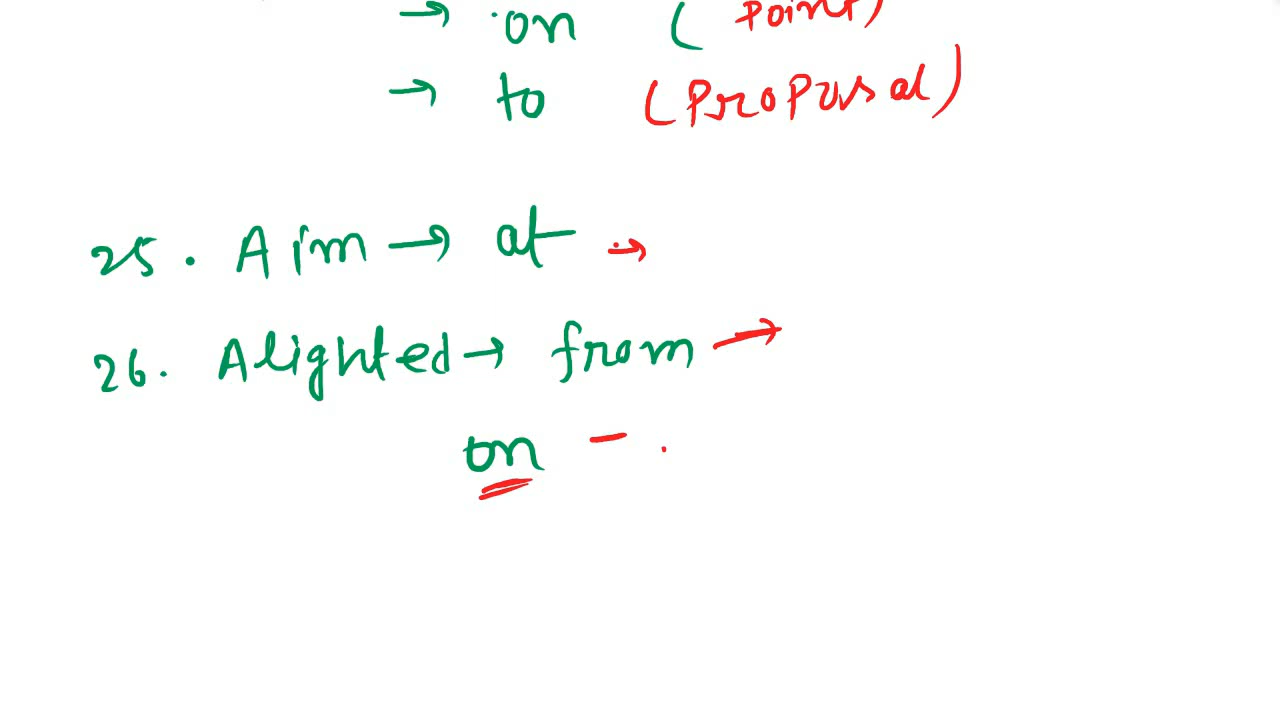 → on (Point)
→ to (Proposal)
25. Aim → at →
26. Alighted → from →
on -